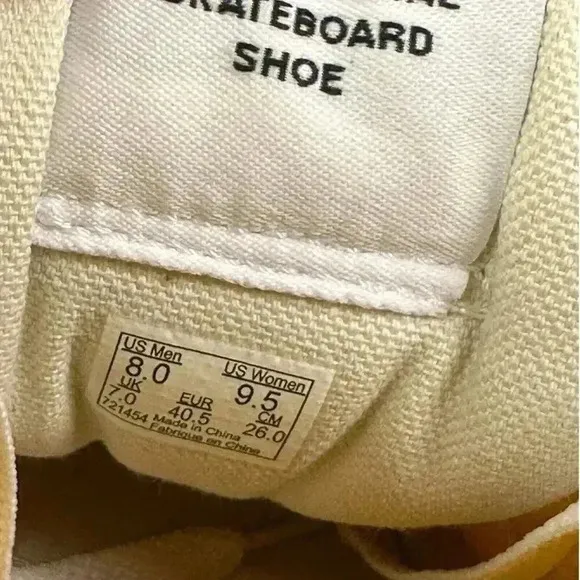 SKATEBOARD
SHOE
US Men US Women
8.0 9.5
UK EUR CM
7.0 40.5 26.0
721454 Made in China
Fabrique en Chine